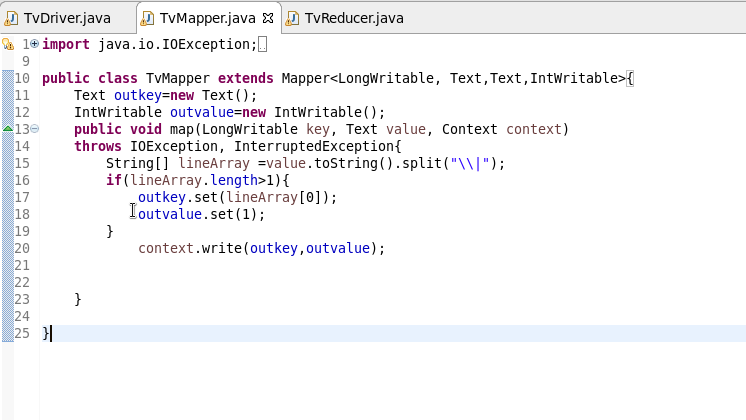 TvDriver.java TvMapper.java TvReducer.java
1 import java.io.IOException;
9
10 public class TvMapper extends Mapper<LongWritable, Text,Text,IntWritable>{
11 Text outkey=new Text();
12 IntWritable outvalue=new IntWritable();
13 public void map(LongWritable key, Text value, Context context)
14 throws IOException, InterruptedException{
15 String[] lineArray =value.toString().split("\\|");
16 if(lineArray.length>1){
17 outkey.set(lineArray[0]);
18 outvalue.set(1);
19 }
20 context.write(outkey,outvalue);
21
22
23 }
24
25 }